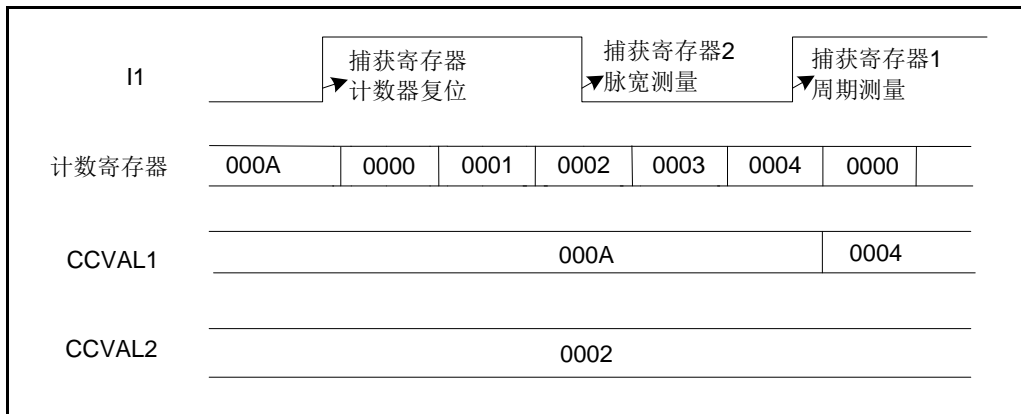 I1
捕获寄存器
计数器复位
捕获寄存器2
脉宽测量
捕获寄存器1
周期测量
计数寄存器
000A
0000
0001
0002
0003
0004
0000
CCVAL1
000A
0004
CCVAL2
0002